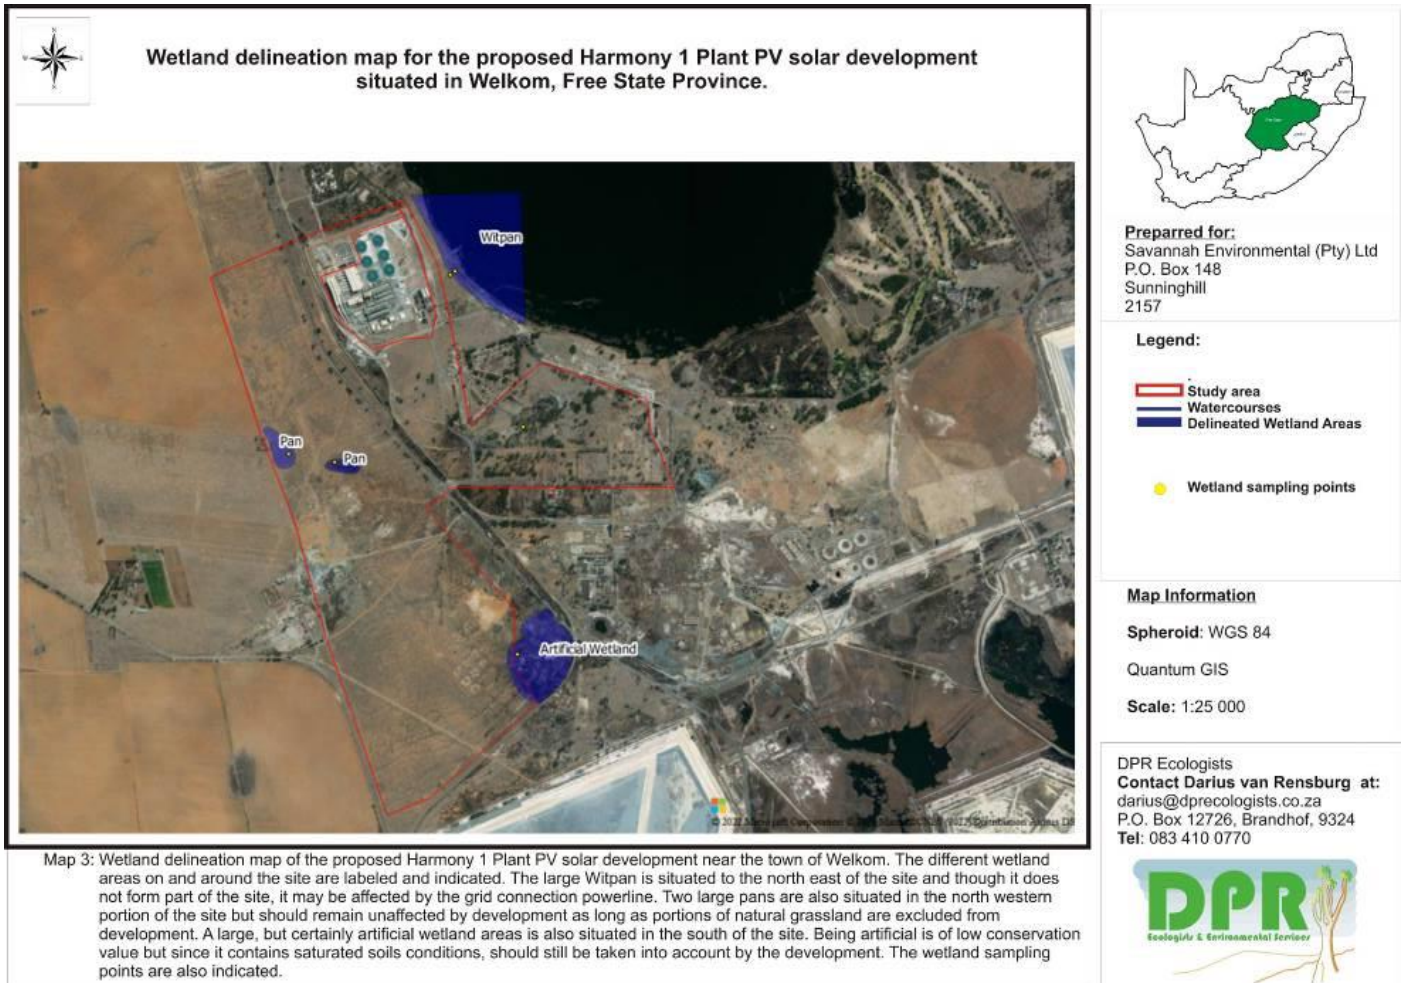 Wetland delineation map for the proposed Harmony 1 Plant PV solar development
situated in Welkom, Free State Province.
N
Witpan
Pan
Pan
Artificial Wetland
Preparred for:
Savannah Environmental (Pty) Ltd
P.O. Box 148
Sunninghill
2157
Legend:
Study area
Watercourses
Delineated Wetland Areas
Wetland sampling points
Map Information
Spheroid: WGS 84
Quantum GIS
Scale: 1:25 000
DPR Ecologists
Contact Darius van Rensburg at:
darius@dprecologists.co.za
P.O. Box 12726, Brandhof, 9324
Tel: 083 410 0770
DPR
Ecologists & Environmental Services
Map 3: Wetland delineation map of the proposed Harmony 1 Plant PV solar development near the town of Welkom. The different wetland
areas on and around the site are labeled and indicated. The large Witpan is situated to the north east of the site and though it does
not form part of the site, it may be affected by the grid connection powerline. Two large pans are also situated in the north western
portion of the site but should remain unaffected by development as long as portions of natural grassland are excluded from
development. A large, but certainly artificial wetland areas is also situated in the south of the site. Being artificial is of low conservation
value but since it contains saturated soils conditions, should still be taken into account by the development. The wetland sampling
points are also indicated.